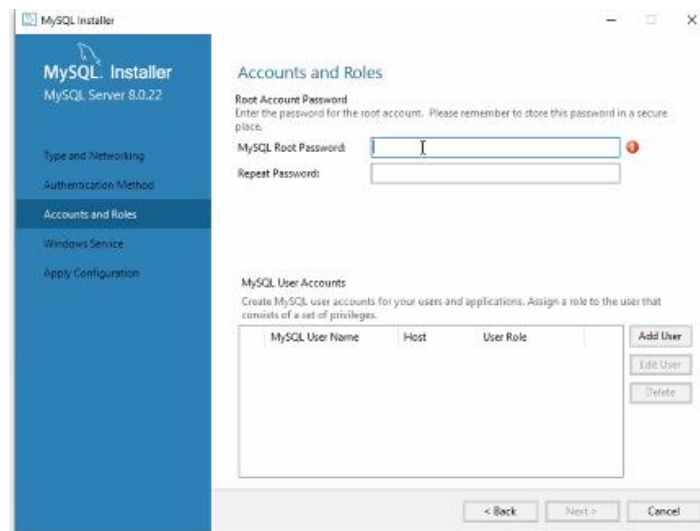 MySQL Installer
MySQL. Installer
MySQL Server 8.0.22
Type and Networking
Authentication Method
Accounts and Roles
Windows Service
Apply Configuration
Accounts and Roles
Root Account Password
Enter the password for the root account. Please remember to store this password in a secure
place.
MySQL Root Password:
Repeat Password:
MySQL User Accounts
Create MySQL user accounts for your users and applications. Assign a role to the user that
consists of a set of privileges.
MySQL User Name Host User Role
Add User
Edit User
Delete
< Back Next > Cancel